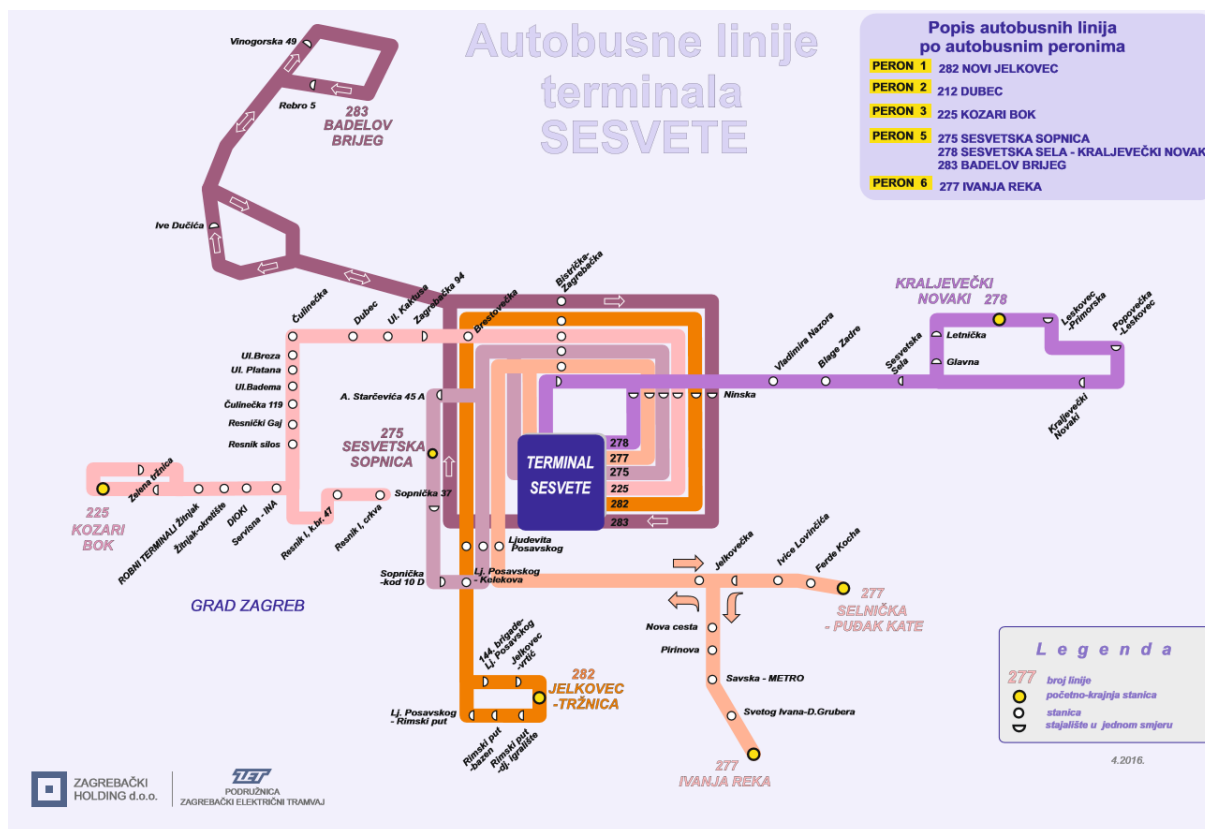 Autobusne linije
terminala
SESVETE
Popis autobusnih linija
po autobusnim peronima
PERON 1 282 NOVI JELKOVEC
PERON 2 212 DUBEC
PERON 3 225 KOZARI BOK
PERON 5 275 SESVETSKA SOPNICA
278 SESVETSKA SELA - KRALJEVEČKI NOVAK
283 BADELOV BRIJEG
PERON 6 277 IVANJA REKA
Vinogorska 49
Rebro 5
283
BADELOV
BRIJEG
Ive Dučića
Čulinečka
Dubec
Ul. Kaktusa
Zagrebačka 94
Brestovečka
Bistrička-
Zagrebačka
Ul.Breza
Ul. Platana
Ul.Badema
Čulinečka 119
Resnički Gaj
Resnik silos
A. Starčevića 45 A
275
SESVETSKA
SOPNICA
Sopnička 37
Sopnička
-kod 10 D
Zelena tržnica
225
KOZARI
BOK
ROBNI TERMINALI Žitnjak
Žitnjak-okretište
DIOKI
Servisna - INA
Resnik I, k.br. 47
Resnik I, crkva
TERMINAL
SESVETE
278
277
275
225
282
283
Ninska
Vladimira Nazora
Blage Zadre
Sesvetska
Sela
KRALJEVEČKI
NOVAKI 278
Letnička
Glavna
Leskovec
-Primorska
Popovečka
-Leskovec
Kraljevečki
Novaki
Ljudevita
Posavskog
Lj. Posavskog
- Kelekova
Jelkovečka
Ivice Lovinčića
Ferde Kocha
277
SELNIČKA
- PUĐAK KATE
Nova cesta
Pirinova
Savska - METRO
Svetog Ivana-D.Grubera
277
IVANJA REKA
144. brigade-
Lj. Posavskog
Jelkovec
-vrtić
282
JELKOVEC
-TRŽNICA
Lj. Posavskog
- Rimski put
Rimski put
-bazen
Rimski put
-dj. igralište
GRAD ZAGREB
Legenda
277 broj linije
početno-krajnja stanica
stanica
stajalište u jednom smjeru
4.2016.
ZAGREBAČKI
HOLDING d.o.o.
ZET
PODRUŽNICA
ZAGREBAČKI ELEKTRIČNI TRAMVAJ